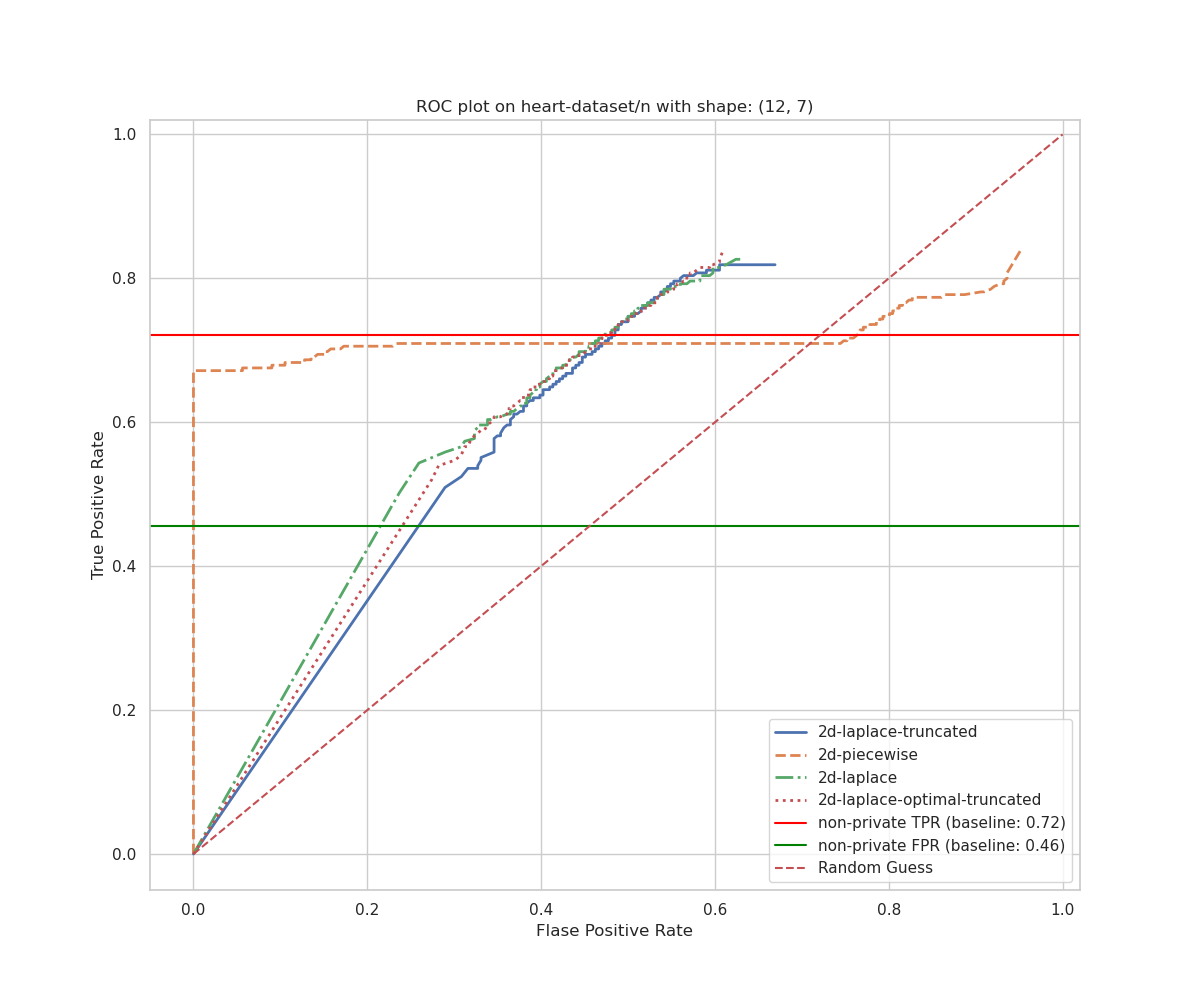 ROC plot on heart-dataset/n with shape: (12, 7)
True Positive Rate
1.0
0.8
0.6
0.4
0.2
0.0
2d-laplace-truncated
2d-piecewise
2d-laplace
2d-laplace-optimal-truncated
non-private TPR (baseline: 0.72)
non-private FPR (baseline: 0.46)
Random Guess
0.0 0.2 0.4 0.6 0.8 1.0
Flase Positive Rate